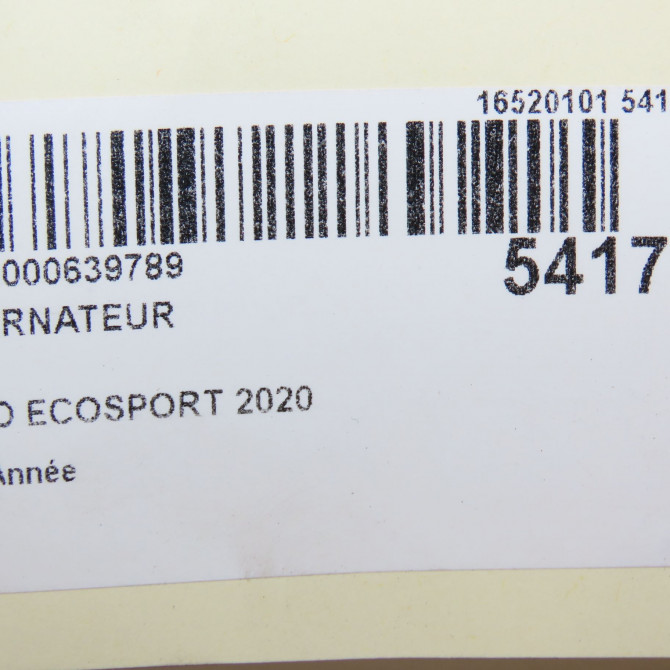 16520101 541
000639789
5417
RNATEUR
O ECOSPORT 2020
Année